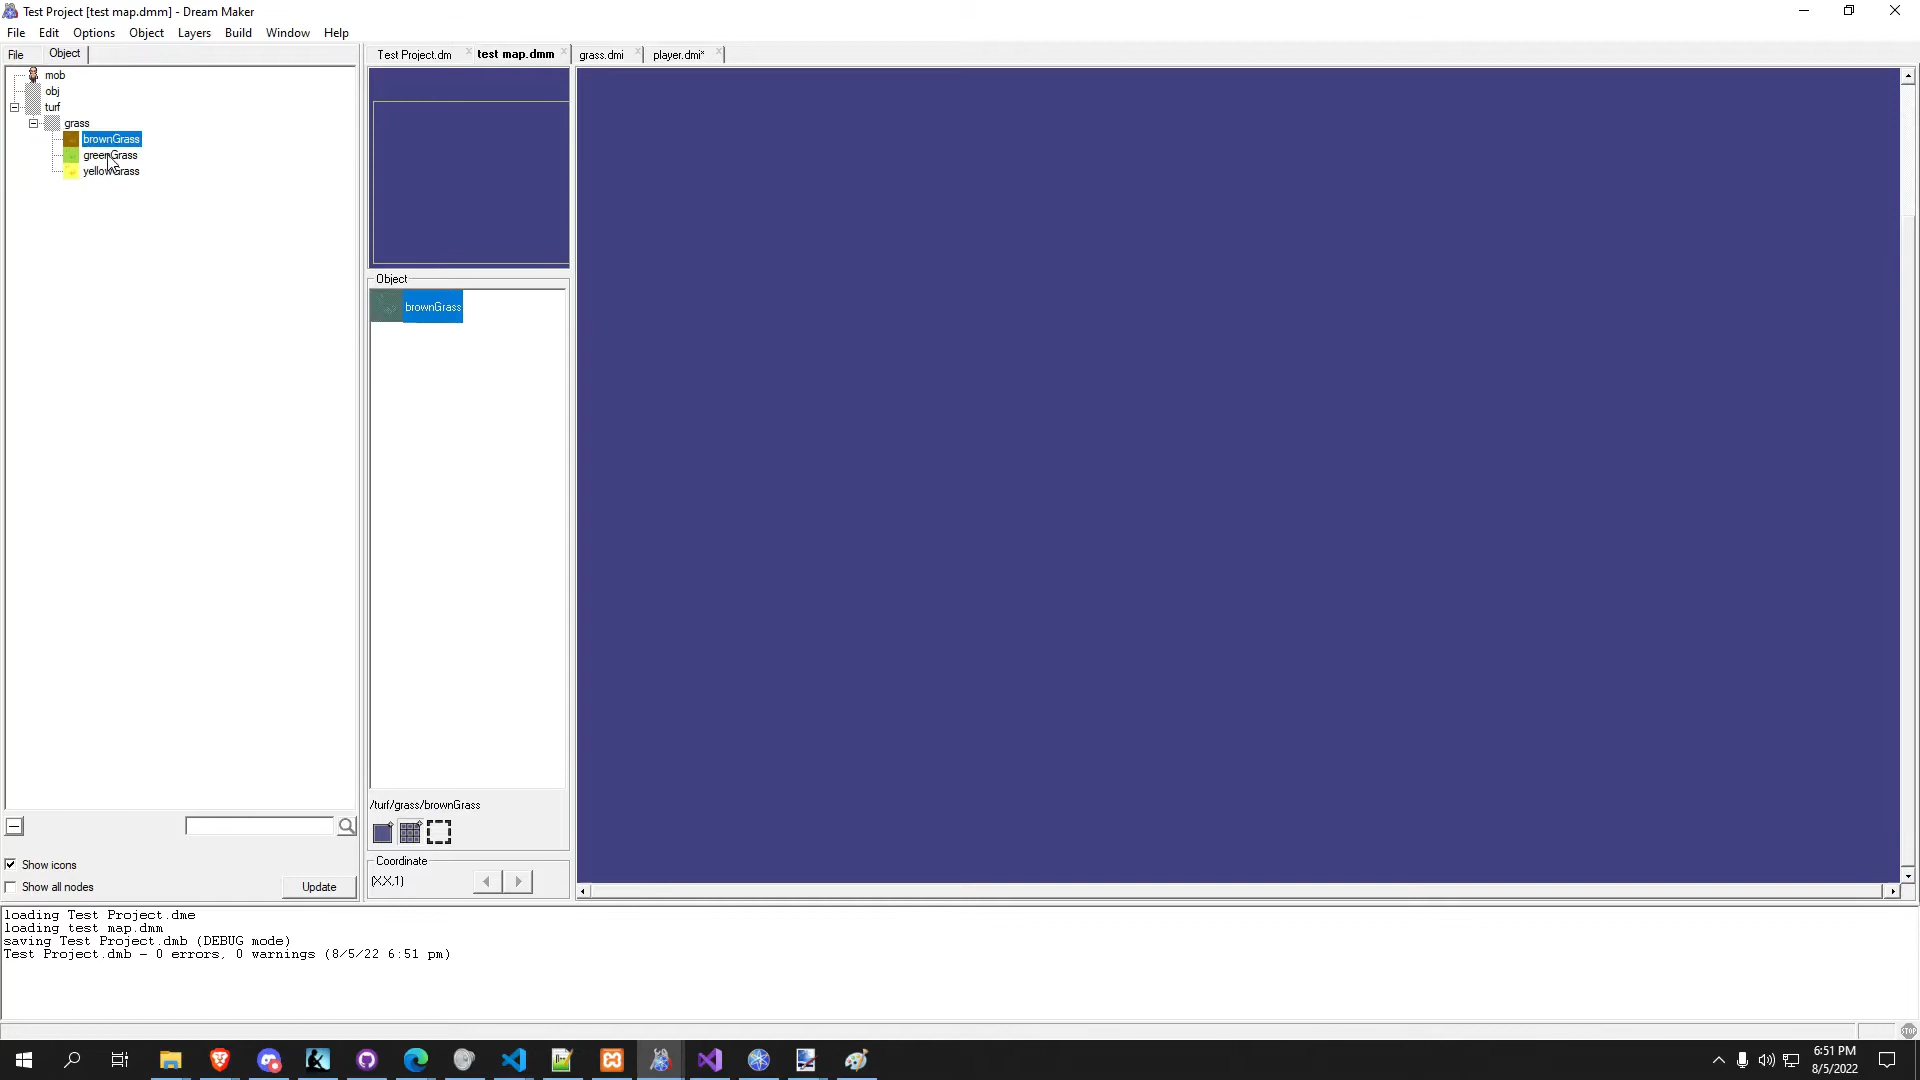 Test Project [test map.dmm] - Dream Maker
File Edit Options Object Layers Build Window Help
File Object
Test Project.dm test map.dmm grass.dmi player.dmi*
mob
obj
turf
grass
brownGrass
greenGrass
yellowGrass
Object
brownGrass
/turf/grass/brownGrass
Coordinate
(X,X,1)
Show icons
Show all nodes
Update
loading Test Project.dme
loading test map.dmm
saving Test Project.dmb (DEBUG mode)
Test Project.dmb - 0 errors, 0 warnings (8/5/22 6:51 pm)
STOP
6:51 PM
8/5/2022